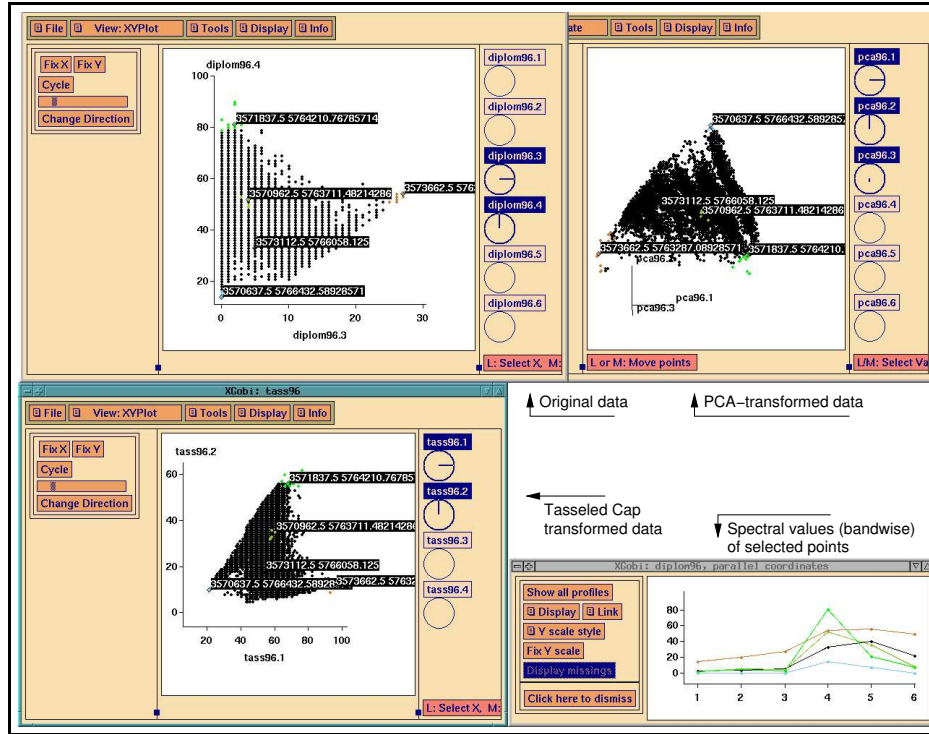 File View: XYPlot Tools Display Info
Fix X Fix Y
Cycle
Change Direction
diplom96.4
100
80
60
40
20
0 10 20 30
diplom96.3
3571837.5 5764210.76785714
3573662.5 576
3570962.5 5763711.48214286
3573112.5 5766058.125
3570637.5 5766432.58928571
diplom96.1
diplom96.2
diplom96.3
diplom96.4
diplom96.5
diplom96.6
L: Select X, M:
ate Tools Display Info
3570637.5 5766432.589285
3573112.5 5766058.125
3570962.5 5763711.48214286
3573662.5 5763287.08928571
3571837.5 5764210.
pca96.2
pca96.1
pca96.3
pca96.1
pca96.2
pca96.3
pca96.4
pca96.5
pca96.6
L or M: Move points
L/M: Select Va
XGobi: tass96
File View: XYPlot Tools Display Info
Fix X Fix Y
Cycle
Change Direction
tass96.2
60
40
20
0
20 40 60 80 100
tass96.1
3571837.5 5764210.76785
3570962.5 5763711.4821428
3573112.5 5766058.125
3570637.5 5766432.58928
3573662.5 57632
tass96.1
tass96.2
tass96.3
tass96.4
L: Select X, M:
Original data
PCA−transformed data
Tasseled Cap
transformed data
Spectral values (bandwise)
of selected points
XGobi: diplom96, parallel coordinates
Show all profiles
Display Link
Y scale style
Fix Y scale
Display missings
Click here to dismiss
80
60
40
20
0
1 2 3 4 5 6